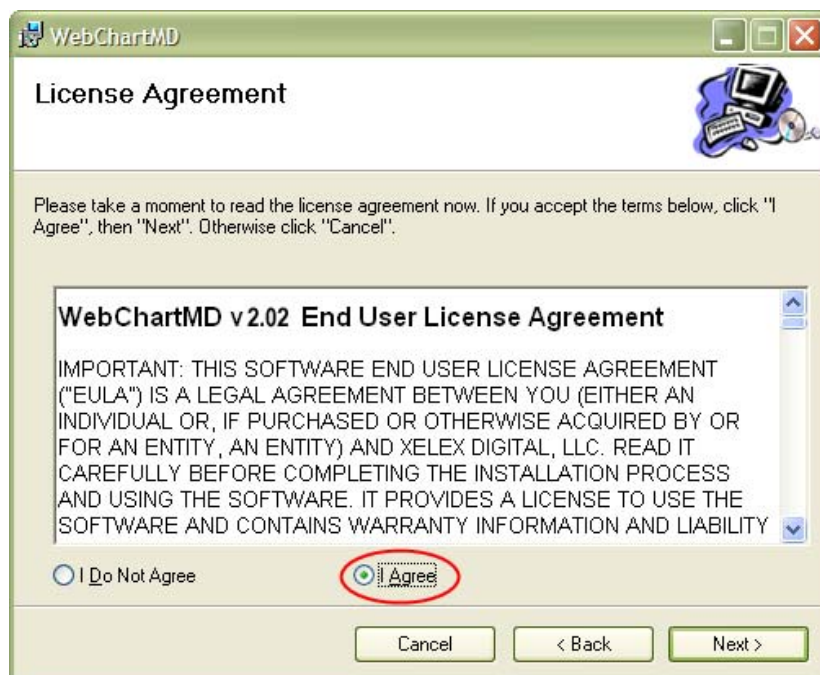 WebChartMD
License Agreement
Please take a moment to read the license agreement now. If you accept the terms below, click "I
Agree", then "Next". Otherwise click "Cancel".
WebChartMD v 2.02 End User License Agreement
IMPORTANT: THIS SOFTWARE END USER LICENSE AGREEMENT
("EULA") IS A LEGAL AGREEMENT BETWEEN YOU (EITHER AN
INDIVIDUAL OR, IF PURCHASED OR OTHERWISE ACQUIRED BY OR
FOR AN ENTITY, AN ENTITY) AND XELEX DIGITAL, LLC. READ IT
CAREFULLY BEFORE COMPLETING THE INSTALLATION PROCESS
AND USING THE SOFTWARE. IT PROVIDES A LICENSE TO USE THE
SOFTWARE AND CONTAINS WARRANTY INFORMATION AND LIABILITY
I Do Not Agree I Agree
Cancel < Back Next >